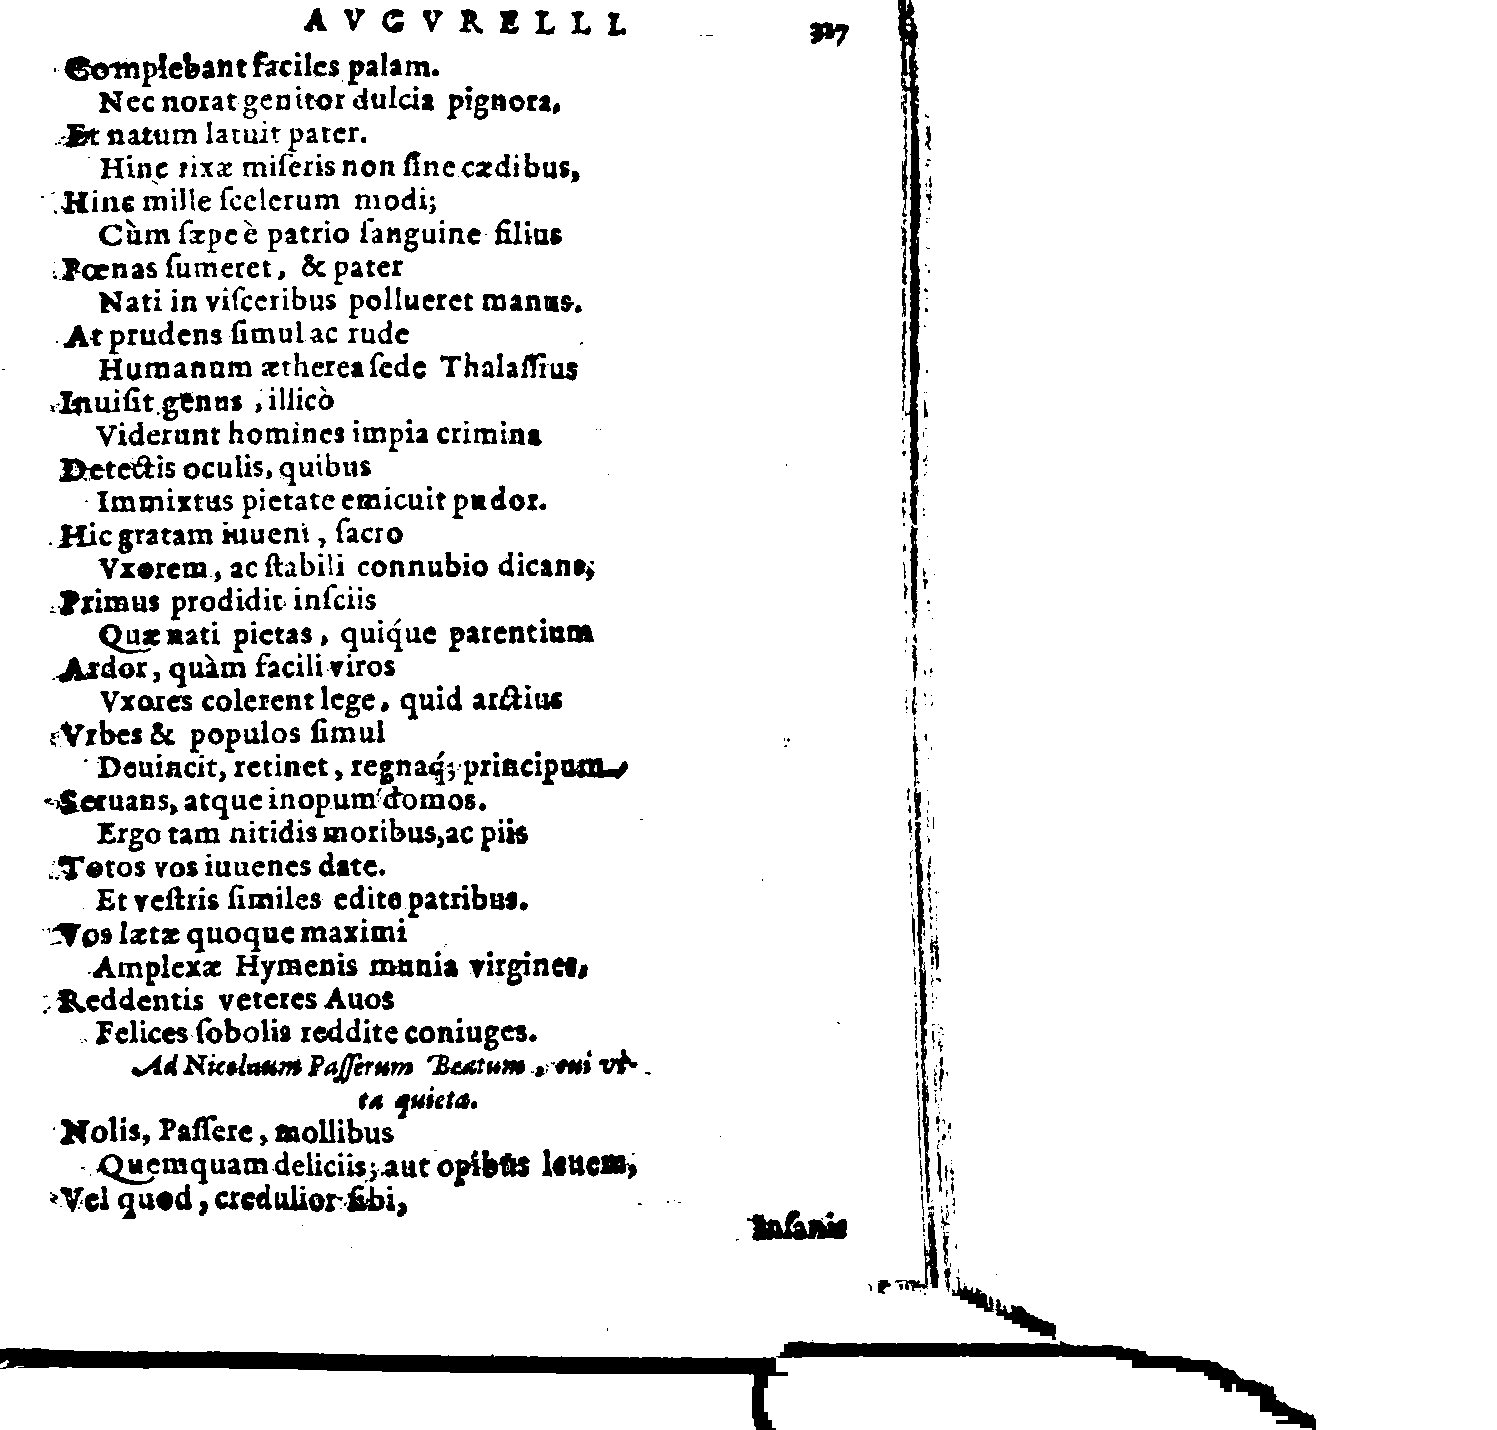 AVGVRELLI. 327
Complebant faciles palam.
Nec norat genitor dulcia pignora,
Et natum latuit pater.
Hinc rixæ miſeris non ſine cædibus,
Hinc mille ſcelerum modi;
Cùm ſæpe è patrio ſanguine filius
Pœnas ſumeret, & pater
Nati in viſceribus pollueret manus.
At prudens ſimul ac rude
Humanum ætherea ſede Thalaſſius
Inuiſit genus, illicò
Viderunt homines impia crimina
Detectis oculis, quibus
Immixtus pietate emicuit pudor.
Hic gratam iuueni, ſacro
Vxorem, ac ſtabili connubio dicans,
Primus prodidit inſciis
Quæ nati pietas, quiq́ue parentium
Ardor, quàm facili viros
Vxores colerent lege, quid arctius
Vrbes & populos ſimul
Deuincit, retinet, regnaq́; principum
Seruans, atque inopum domos.
Ergo tam nitidis moribus, ac piis
Totos vos iuuenes date.
Et veſtris ſimiles edite patribus.
Vos lætæ quoque maximi
Amplexæ Hymenis munia virgines,
Reddentis veteres Auos
Felices ſobolis reddite coniuges.
Ad Nicolaum Paſſerum Beatum, cui vi-
ta quieta.
Nolis, Paſſere, mollibus
Quemquam deliciis, aut opibus leuem,
Vel quod, credulior ſibi,
Inſanis